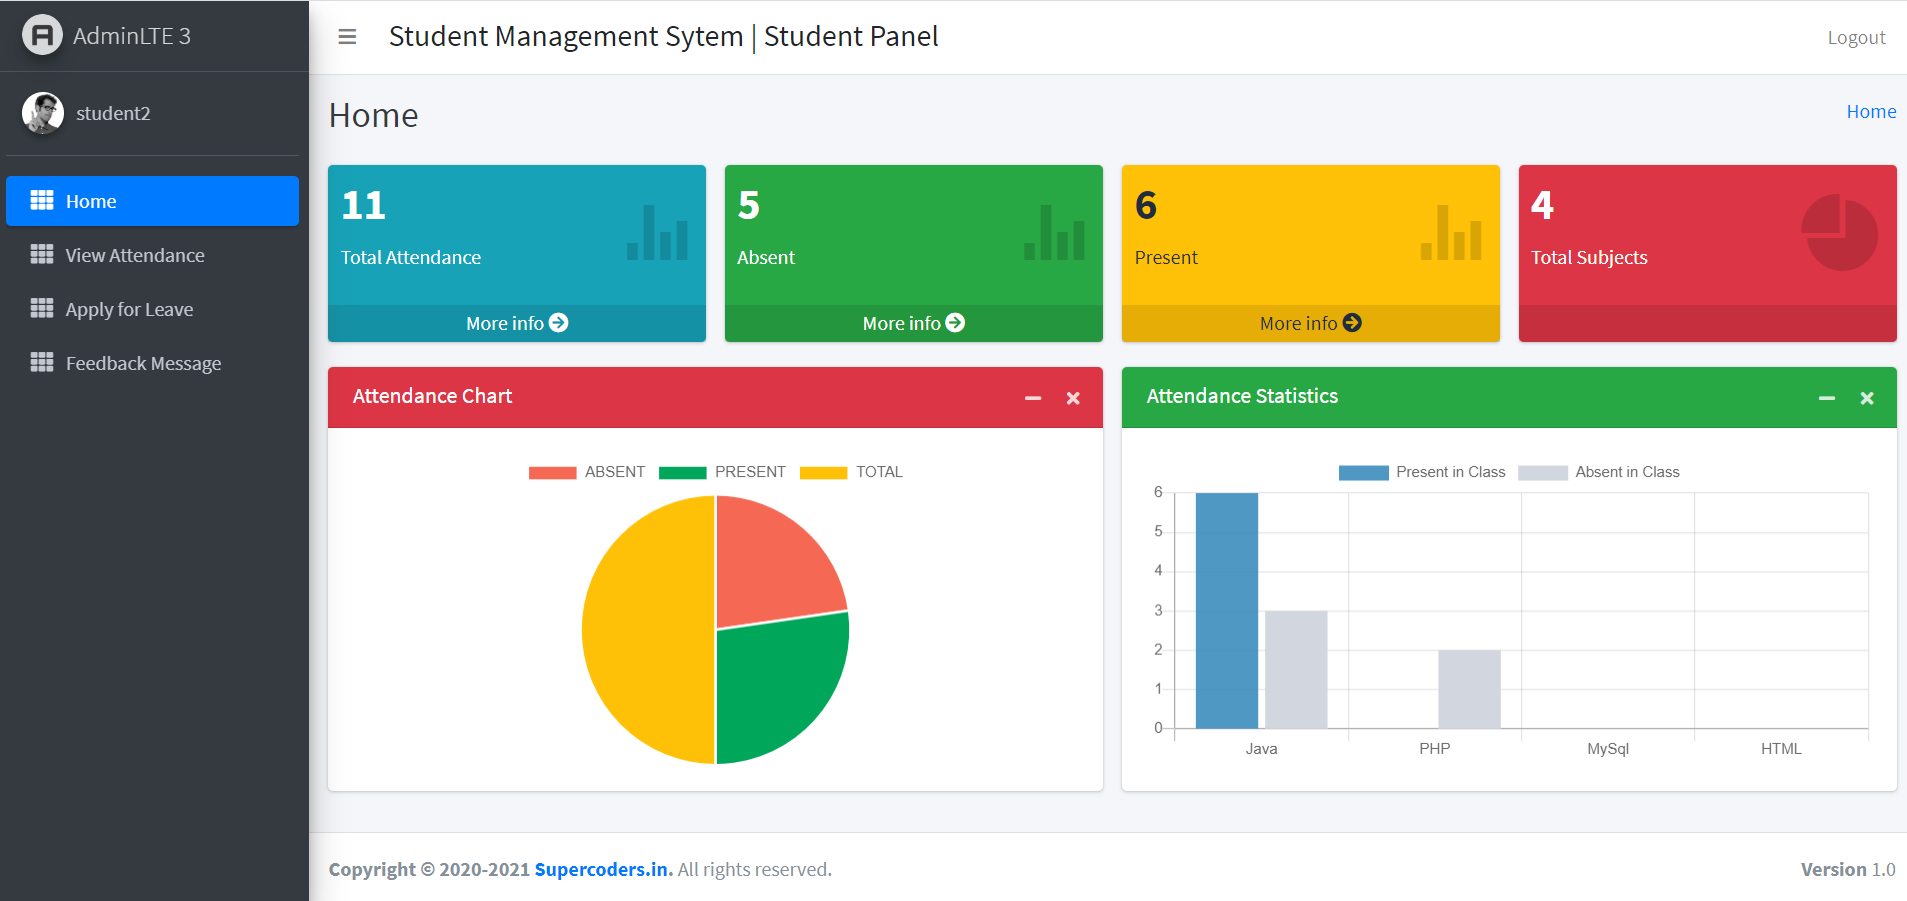 AdminLTE 3
Student Management Sytem | Student Panel
Logout
student2
Home
Home
Home
View Attendance
Apply for Leave
Feedback Message
11
Total Attendance
More info
5
Absent
More info
6
Present
More info
4
Total Subjects
Attendance Chart
ABSENT PRESENT TOTAL
Attendance Statistics
Present in Class Absent in Class
6
5
4
3
2
1
0
Java PHP MySql HTML
Copyright © 2020-2021 Supercoders.in. All rights reserved.
Version 1.0